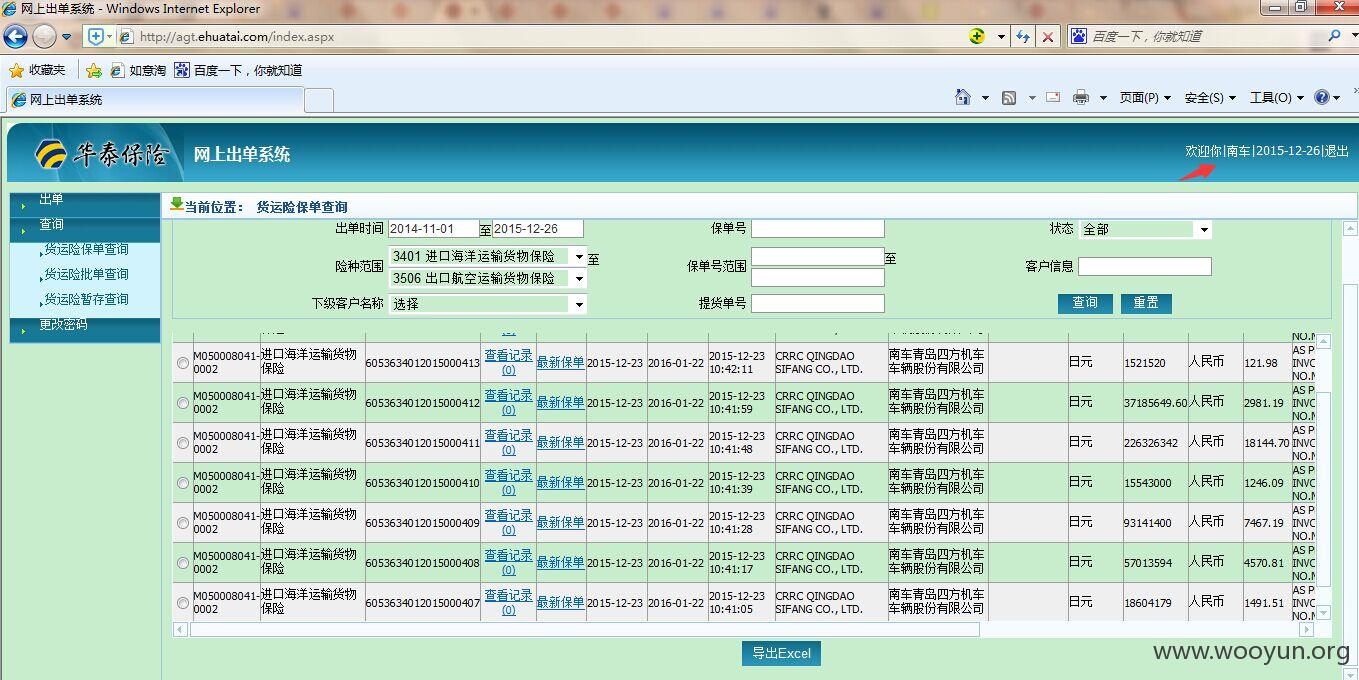 网上出单系统 - Windows Internet Explorer
http://agt.ehuatai.com/index.aspx
百度一下，你就知道
收藏夹 如意淘 百度一下，你就知道
网上出单系统
页面(P) 安全(S) 工具(O)
华泰保险 网上出单系统
欢迎你|南车|2015-12-26|退出
出单
查询
货运险保单查询
货运险批单查询
货运险暂存查询
更改密码
当前位置： 货运险保单查询
出单时间 2014-11-01 至 2015-12-26 保单号 状态 全部
险种范围 3401 进口海洋运输货物保险 至 3506 出口航空运输货物保险 保单号范围 至 客户信息
下级客户名称 选择 提货单号 查询 重置
NO.
M050008041-0002 进口海洋运输货物保险 6053634012015000413 查看记录(0) 最新保单 2015-12-23 2016-01-22 2015-12-23 10:42:11 CRRC QINGDAO SIFANG CO., LTD. 南车青岛四方机车车辆股份有限公司 日元 1521520 人民币 121.98 AS P INVC NO.
M050008041-0002 进口海洋运输货物保险 6053634012015000412 查看记录(0) 最新保单 2015-12-23 2016-01-22 2015-12-23 10:41:59 CRRC QINGDAO SIFANG CO., LTD. 南车青岛四方机车车辆股份有限公司 日元 37185649.60 人民币 2981.19 AS P INVC NO.
M050008041-0002 进口海洋运输货物保险 6053634012015000411 查看记录(0) 最新保单 2015-12-23 2016-01-22 2015-12-23 10:41:48 CRRC QINGDAO SIFANG CO., LTD. 南车青岛四方机车车辆股份有限公司 日元 226326342 人民币 18144.70 AS P INVC NO.
M050008041-0002 进口海洋运输货物保险 6053634012015000410 查看记录(0) 最新保单 2015-12-23 2016-01-22 2015-12-23 10:41:39 CRRC QINGDAO SIFANG CO., LTD. 南车青岛四方机车车辆股份有限公司 日元 15543000 人民币 1246.09 AS P INVC NO.
M050008041-0002 进口海洋运输货物保险 6053634012015000409 查看记录(0) 最新保单 2015-12-23 2016-01-22 2015-12-23 10:41:28 CRRC QINGDAO SIFANG CO., LTD. 南车青岛四方机车车辆股份有限公司 日元 93141400 人民币 7467.19 AS P INVC NO.
M050008041-0002 进口海洋运输货物保险 6053634012015000408 查看记录(0) 最新保单 2015-12-23 2016-01-22 2015-12-23 10:41:17 CRRC QINGDAO SIFANG CO., LTD. 南车青岛四方机车车辆股份有限公司 日元 57013594 人民币 4570.81 AS P INVC NO.
M050008041-0002 进口海洋运输货物保险 6053634012015000407 查看记录(0) 最新保单 2015-12-23 2016-01-22 2015-12-23 10:41:05 CRRC QINGDAO SIFANG CO., LTD. 南车青岛四方机车车辆股份有限公司 日元 18604179 人民币 1491.51 AS P INVC NO.
导出Excel
www.wooyun.org